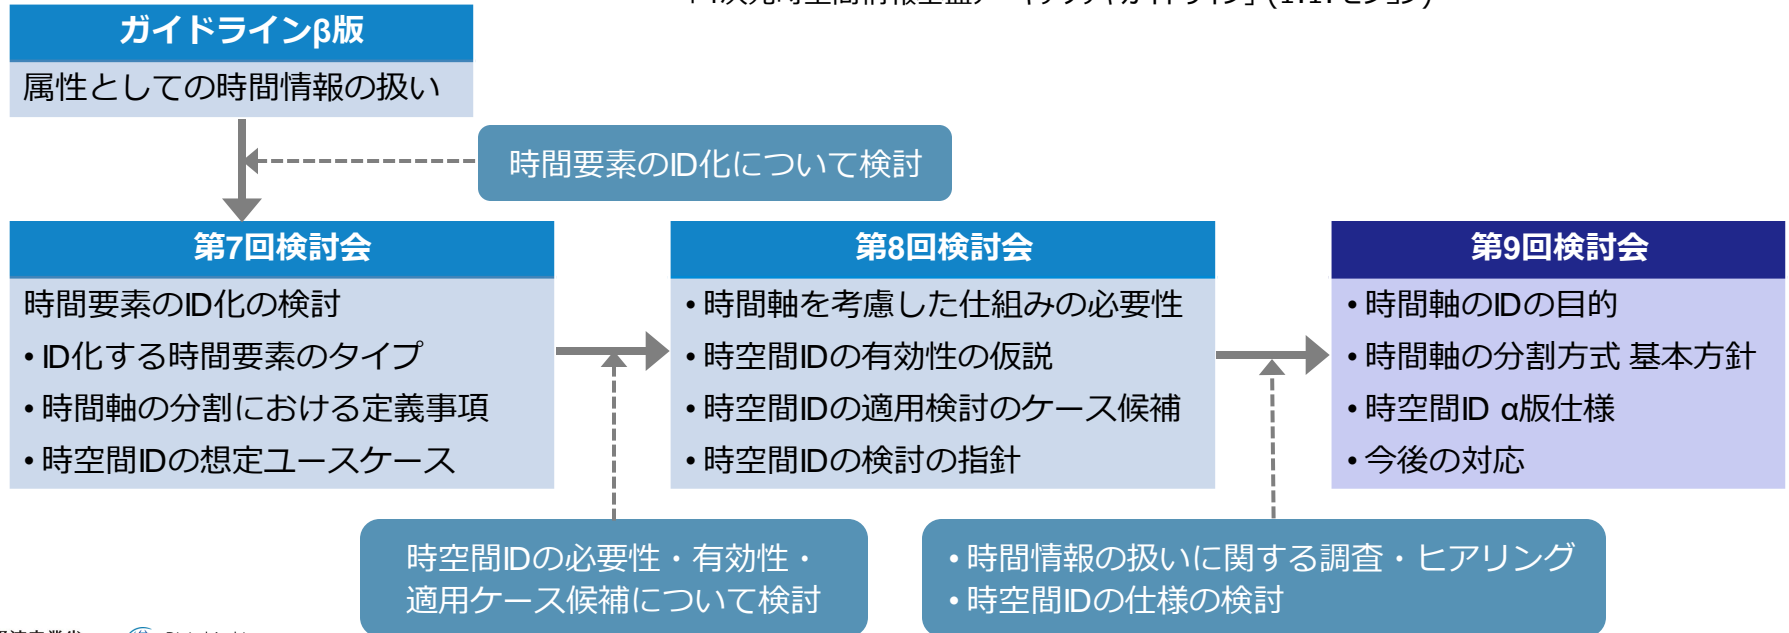 ガイドラインβ版
属性としての時間情報の扱い
時間要素のID化について検討
第7回検討会
時間要素のID化の検討
• ID化する時間要素のタイプ
• 時間軸の分割における定義事項
• 時空間IDの想定ユースケース
第8回検討会
• 時間軸を考慮した仕組みの必要性
• 時空間IDの有効性の仮説
• 時空間IDの適用検討のケース候補
• 時空間IDの検討の指針
第9回検討会
• 時間軸のIDの目的
• 時間軸の分割方式 基本方針
• 時空間ID α版仕様
• 今後の対応
時空間IDの必要性・有効性・
適用ケース候補について検討
• 時間情報の扱いに関する調査・ヒアリング
• 時空間IDの仕様の検討